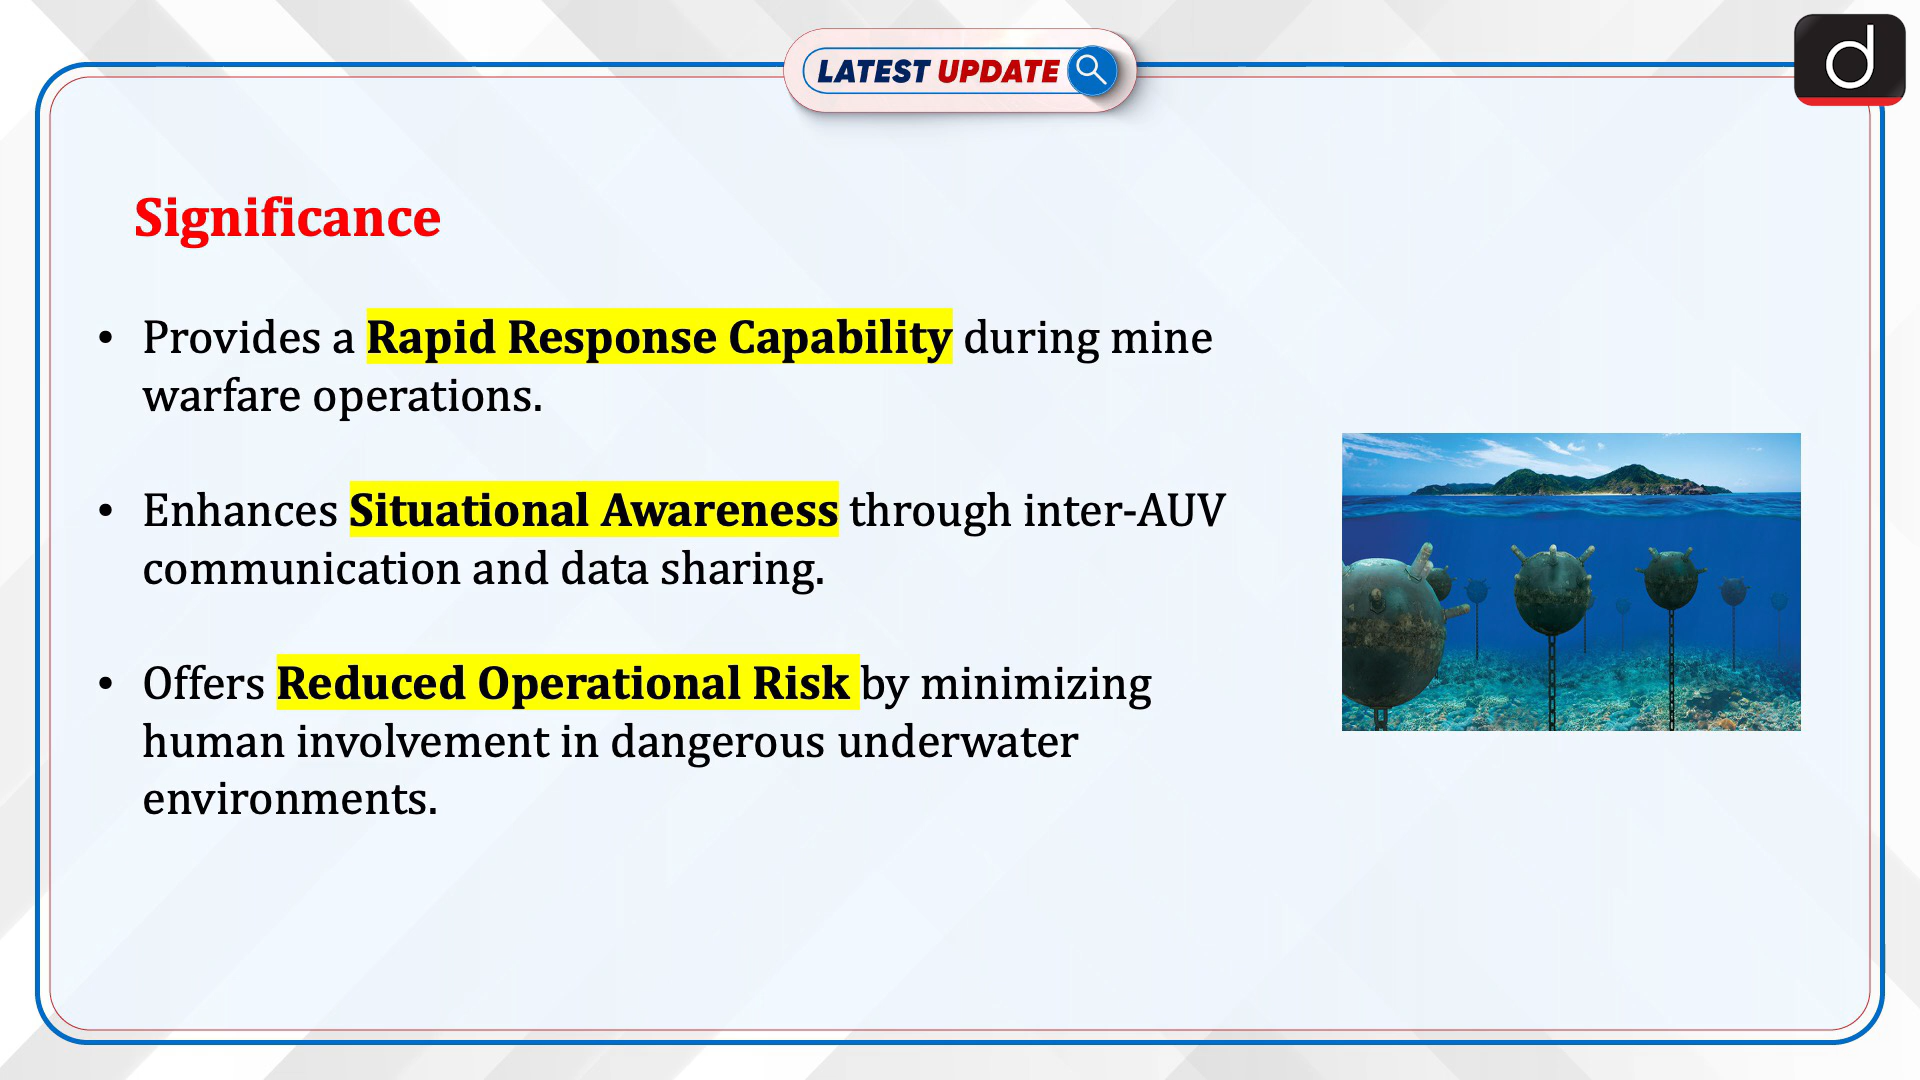 LATEST UPDATE
d
Significance
• Provides a Rapid Response Capability during mine
warfare operations.
• Enhances Situational Awareness through inter-AUV
communication and data sharing.
• Offers Reduced Operational Risk by minimizing
human involvement in dangerous underwater
environments.